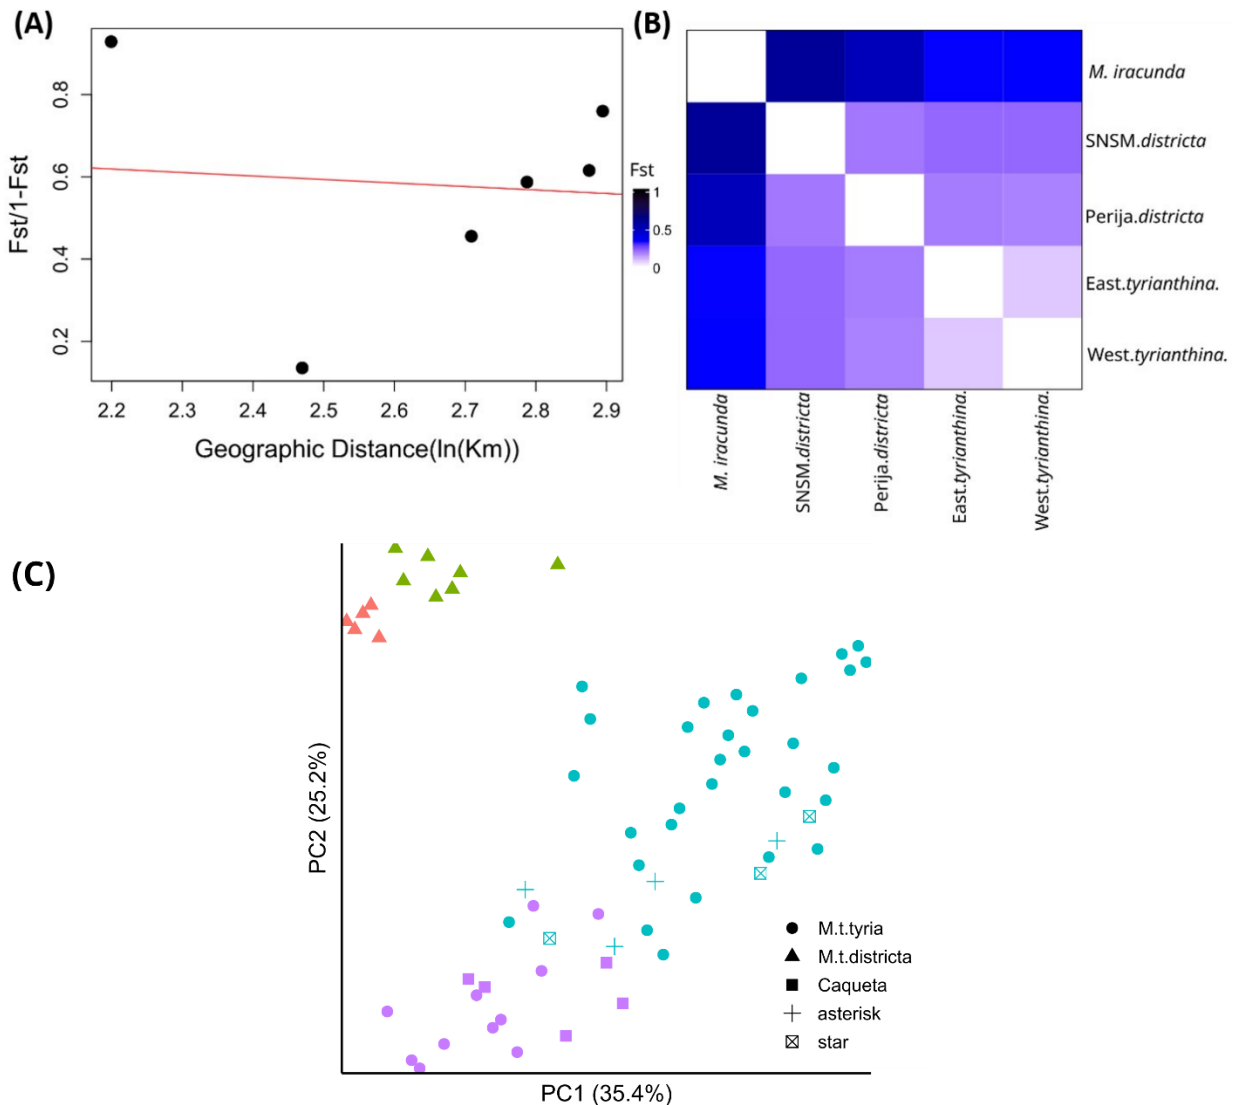 (A)
0.8
0.6
0.4
0.2
Fst/1-Fst
2.2 2.3 2.4 2.5 2.6 2.7 2.8 2.9
Geographic Distance(ln(Km))
(B)
Fst
1
0.5
0
M. iracunda
SNSM.districta
Perija.districta
East.tyrianthina.
West.tyrianthina.
M. iracunda
SNSM.districta
Perija.districta
East.tyrianthina.
West.tyrianthina.
(C)
PC2 (25.2%)
M.t.tyria
M.t.districta
Caqueta
asterisk
star
PC1 (35.4%)